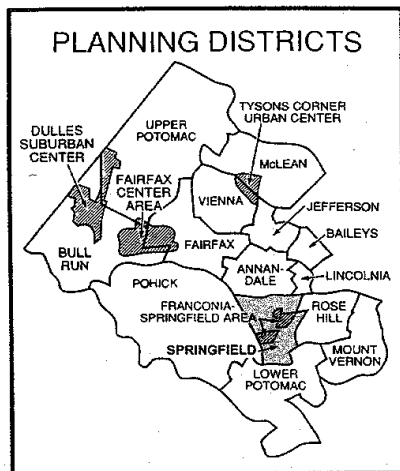 PLANNING DISTRICTS
UPPER
POTOMAC
TYSONS CORNER
URBAN CENTER
DULLES
SUBURBAN
CENTER
McLEAN
FAIRFAX
CENTER
AREA
VIENNA
JEFFERSON
BAILEYS
FAIRFAX
BULL
RUN
ANNAN-
DALE
LINCOLNIA
POHICK
FRANCONIA-
SPRINGFIELD AREA
ROSE
HILL
SPRINGFIELD
MOUNT
VERNON
LOWER
POTOMAC